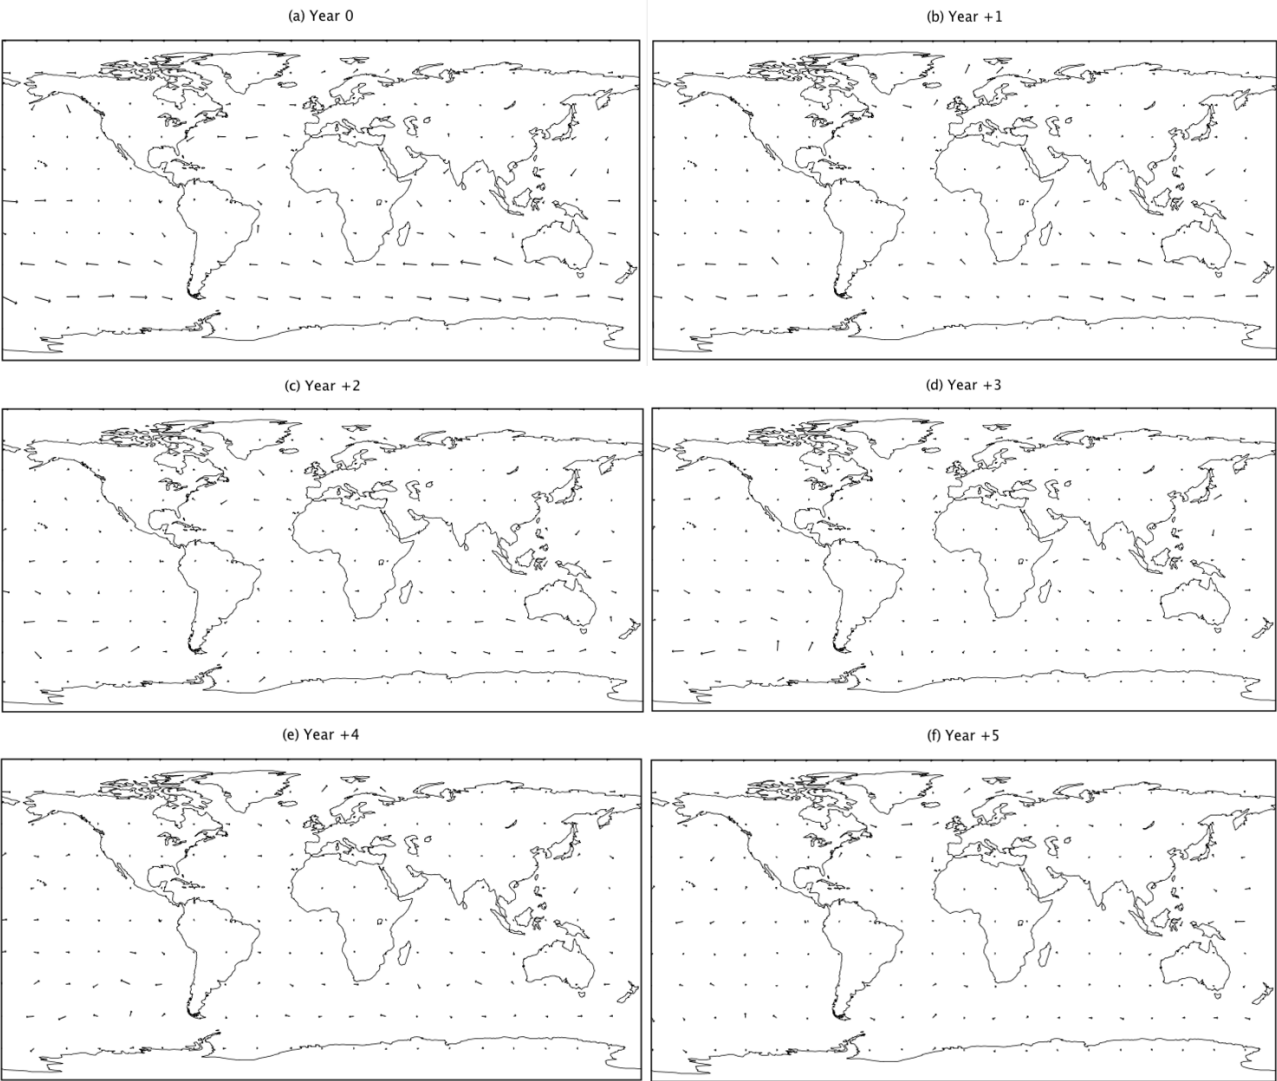 (a) Year 0
(b) Year +1
(c) Year +2
(d) Year +3
(e) Year +4
(f) Year +5